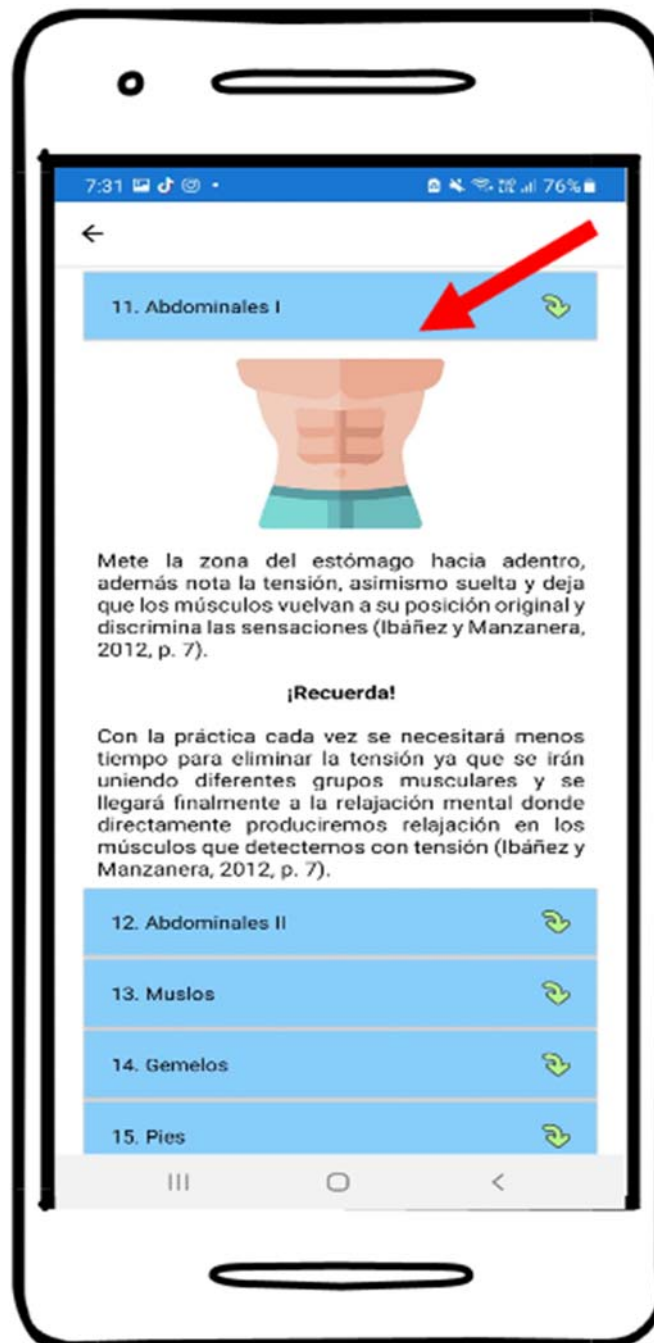 7:31
76%
11. Abdominales I
Mete la zona del estómago hacia adentro,
además nota la tensión, asimismo suelta y deja
que los músculos vuelvan a su posición original y
discrimina las sensaciones (Ibáñez y Manzanera,
2012, p. 7).
¡Recuerda!
Con la práctica cada vez se necesitará menos
tiempo para eliminar la tensión ya que se irán
uniendo diferentes grupos musculares y se
llegará finalmente a la relajación mental donde
directamente produciremos relajación en los
músculos que detectemos con tensión (Ibáñez y
Manzanera, 2012, p. 7).
12. Abdominales II
13. Muslos
14. Gemelos
15. Pies